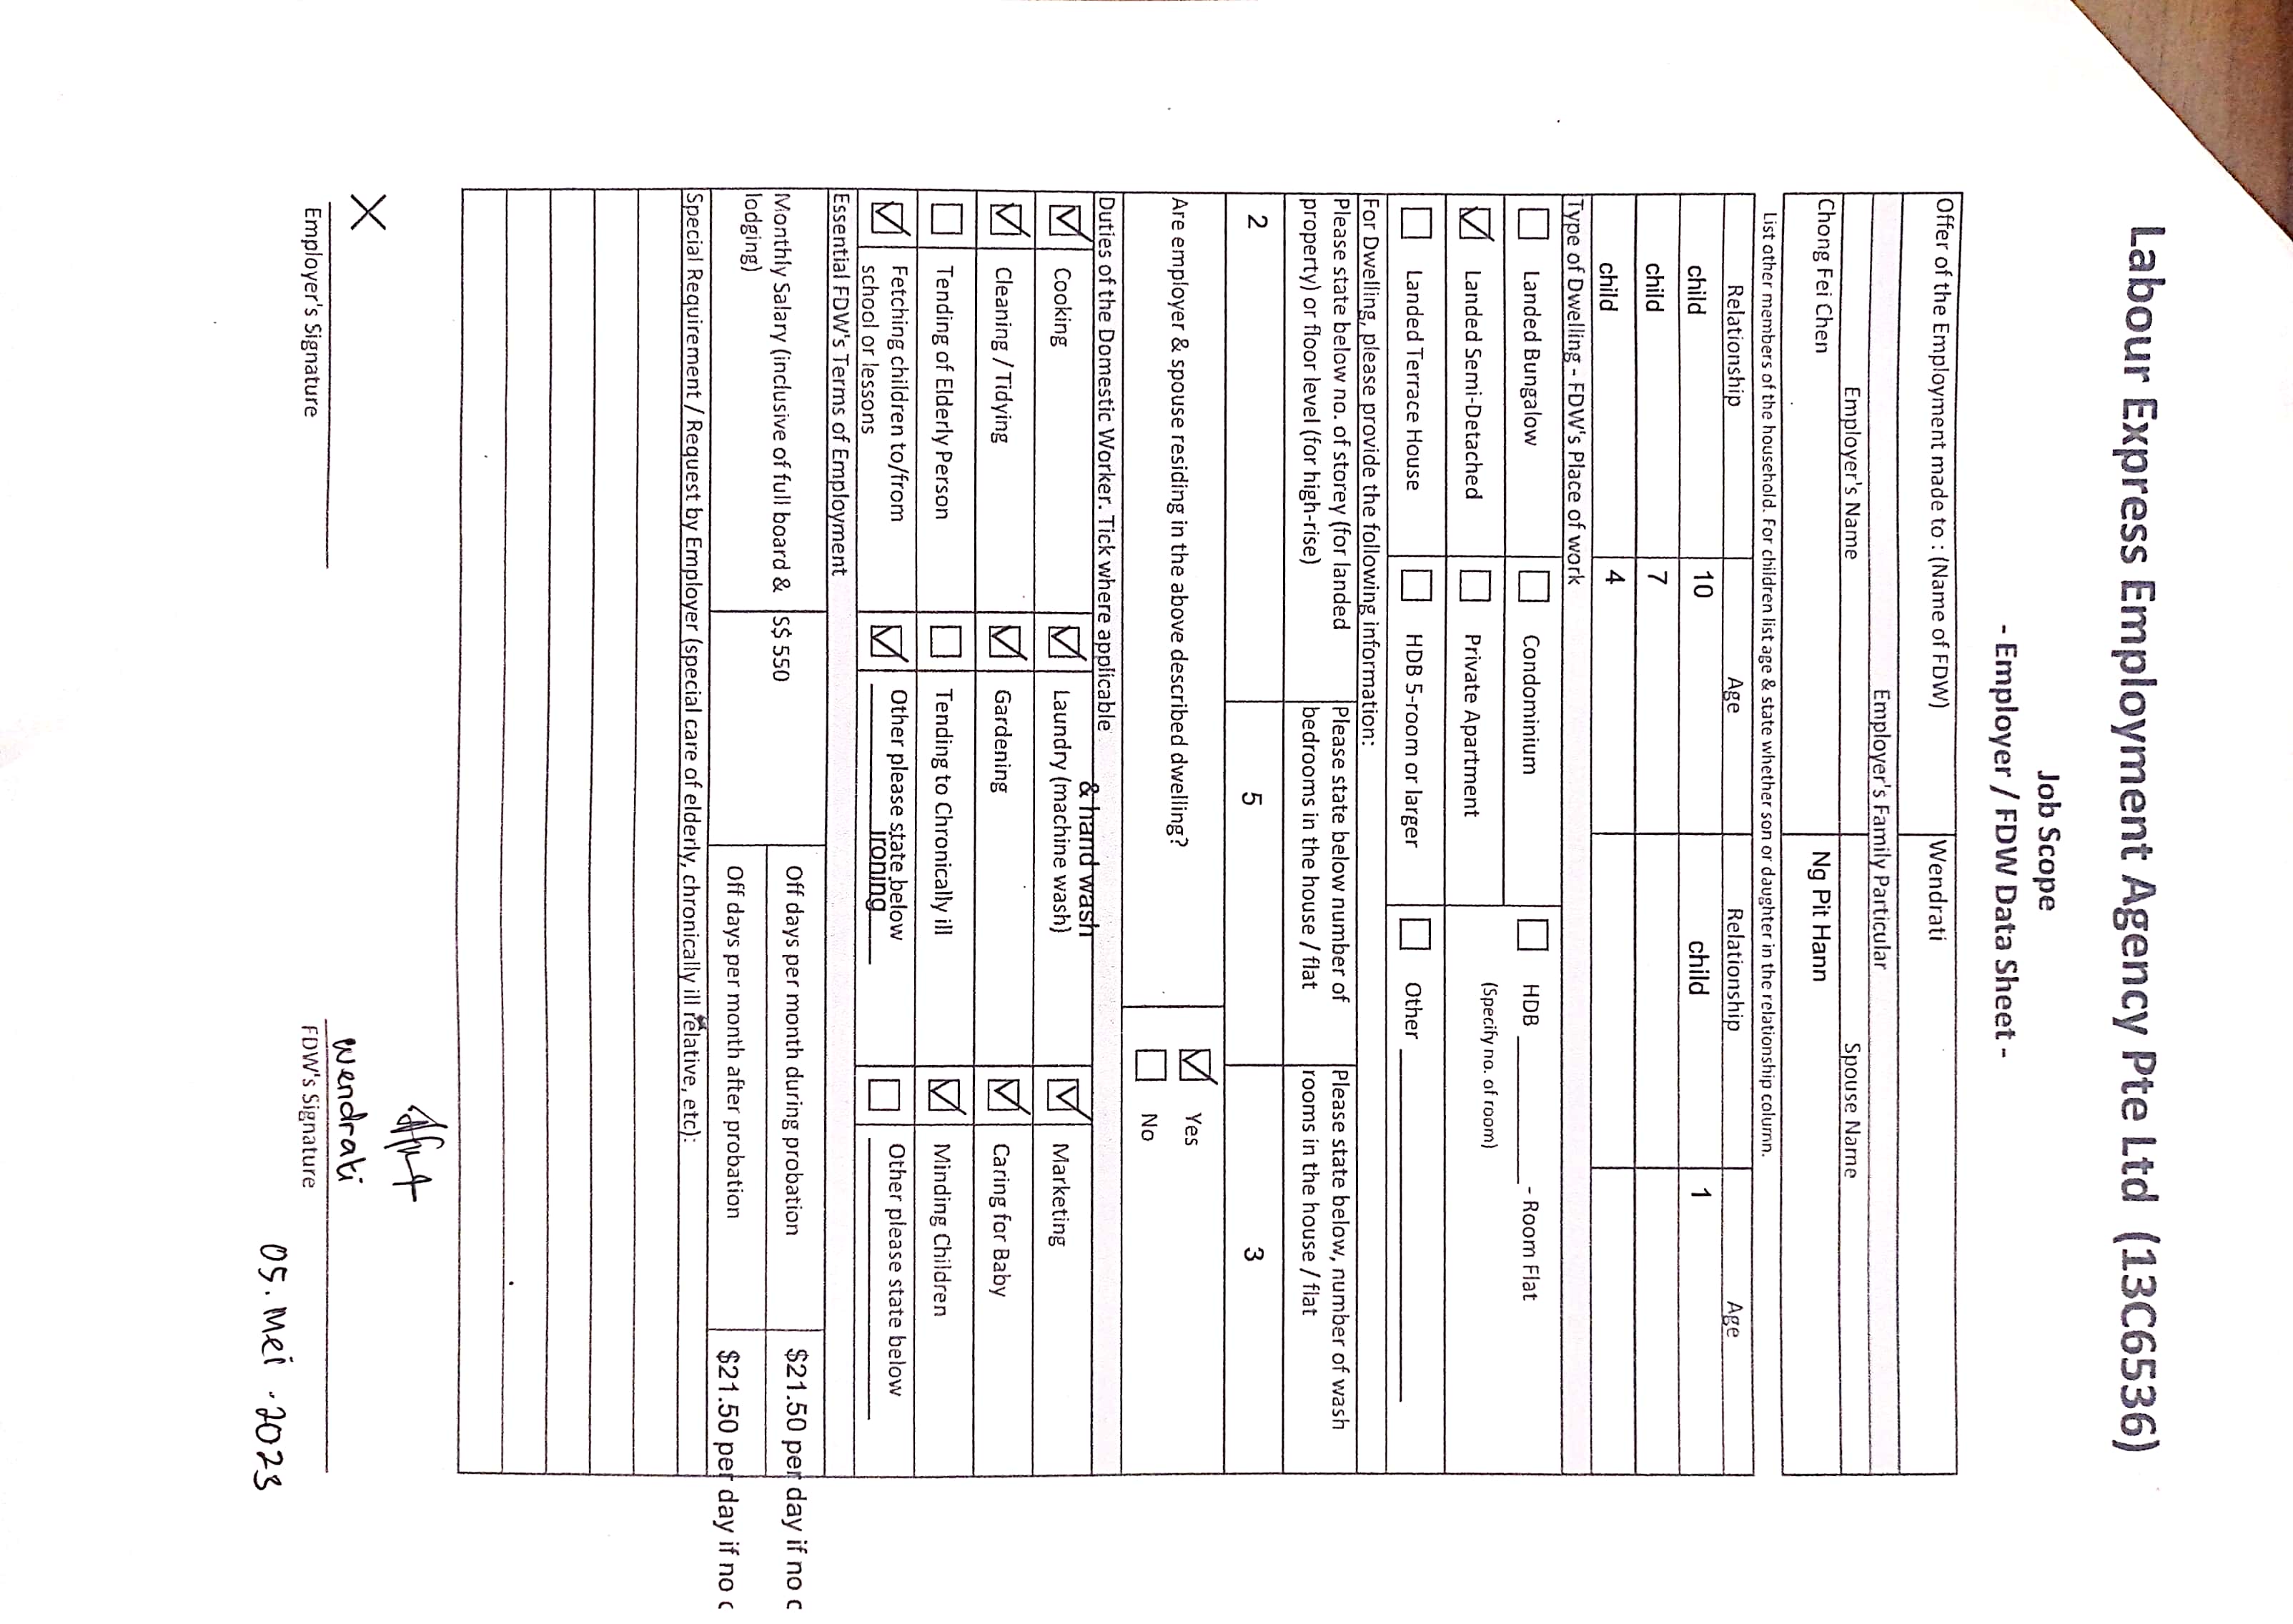 Labour Express Employment Agency Pte Ltd (13C6536)
Job Scope
- Employer / FDW Data Sheet -
Offer of the Employment made to : (Name of FDW) Wendrati
Employer's Family Particular
Employer's Name Spouse Name
Chong Fei Chen Ng Pit Hann
List other members of the household. For children list age & state whether son or daughter in the relationship column.
Relationship Age Relationship Age
child 10 child 1
child 7
child 4
Type of Dwelling - FDW's Place of work
Landed Bungalow Condominium HDB ______ - Room Flat
Landed Semi-Detached Private Apartment (Specify no. of room)
Landed Terrace House HDB 5-room or larger Other ______
For Dwelling, please provide the following information:
Please state below no. of storey (for landed property) or floor level (for high-rise) Please state below number of bedrooms in the house / flat Please state below, number of wash rooms in the house / flat
2 5 3
Are employer & spouse residing in the above described dwelling? Yes
No
Duties of the Domestic Worker. Tick where applicable
& hand wash
Cooking Laundry (machine wash) Marketing
Cleaning / Tidying Gardening Caring for Baby
Tending of Elderly Person Tending to Chronically ill Minding Children
Fetching children to/from school or lessons Other please state below Other please state below
Ironing
Essential FDW's Terms of Employment
Monthly Salary (inclusive of full board & lodging) S$ 550 Off days per month during probation $21.50 per day if no
Off days per month after probation $21.50 per day if no
Special Requirement / Request by Employer (special care of elderly, chronically ill relative, etc):
X Wendrati
Employer's Signature FDW's Signature
05. Mei . 2023